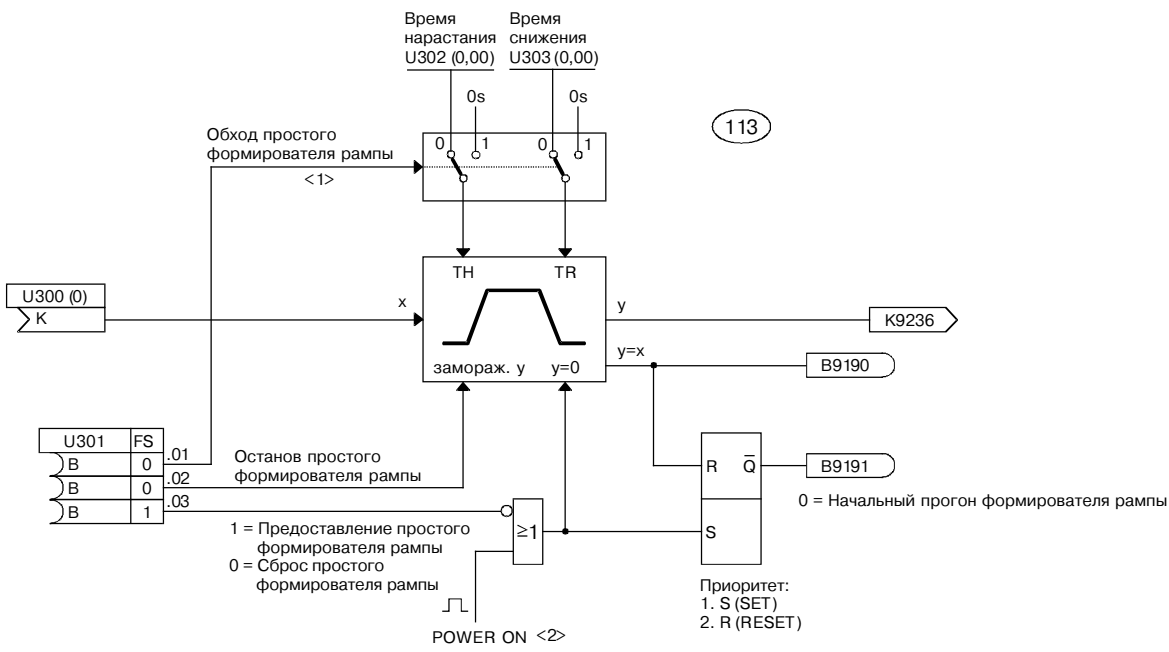 Время
нарастания
U302 (0,00)
Время
снижения
U303 (0,00)
0s
0s
113
0
1
0
1
Обход простого
формирователя рампы
<1>
TH
TR
U300 (0)
K
x
y
K9236
y=x
B9190
замораж. y
y=0
U301
FS
B
0
.01
B
0
.02
B
1
.03
Останов простого
формирователя рампы
R
Q̅
B9191
0 = Начальный прогон формирователя рампы
S
≥1
1 = Предоставление простого
формирователя рампы
0 = Сброс простого
формирователя рампы
POWER ON <2>
Приоритет:
1. S (SET)
2. R (RESET)